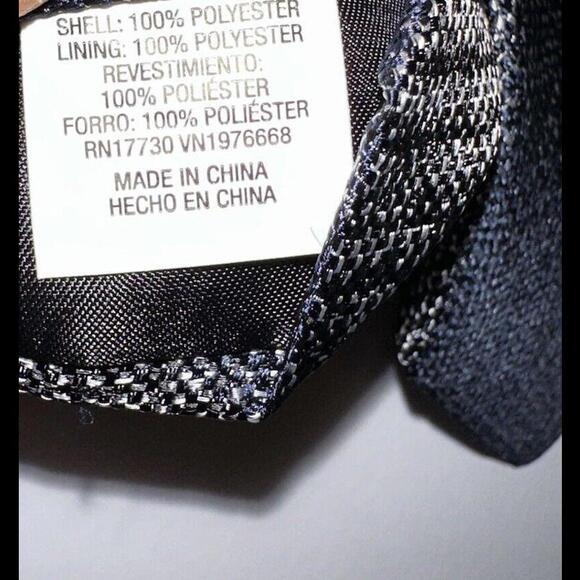 SHELL: 100% POLYESTER
LINING: 100% POLYESTER
REVESTIMIENTO:
100% POLIÉSTER
FORRO: 100% POLIÉSTER
RN17730 VN1976668
MADE IN CHINA
HECHO EN CHINA